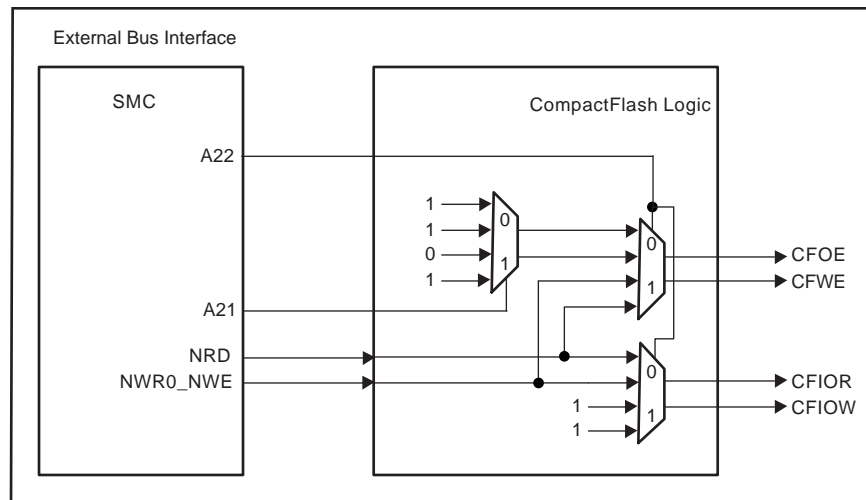 External Bus Interface
SMC
CompactFlash Logic
A22
1
1
0
1
0
1
0
1
CFOE
CFWE
A21
NRD
NWR0_NWE
0
1
1
1
CFIOR
CFIOW